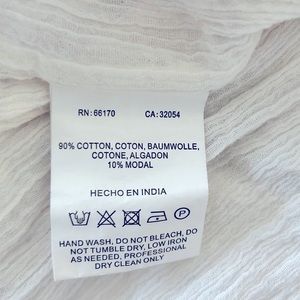 RN: 66170 CA: 32054
90% COTTON, COTON, BAUMWOLLE,
COTONE, ALGADON
10% MODAL
HECHO EN INDIA
P
HAND WASH, DO NOT BLEACH, DO
NOT TUMBLE DRY, LOW IRON
AS NEEDED, PROFESSIONAL
DRY CLEAN ONLY